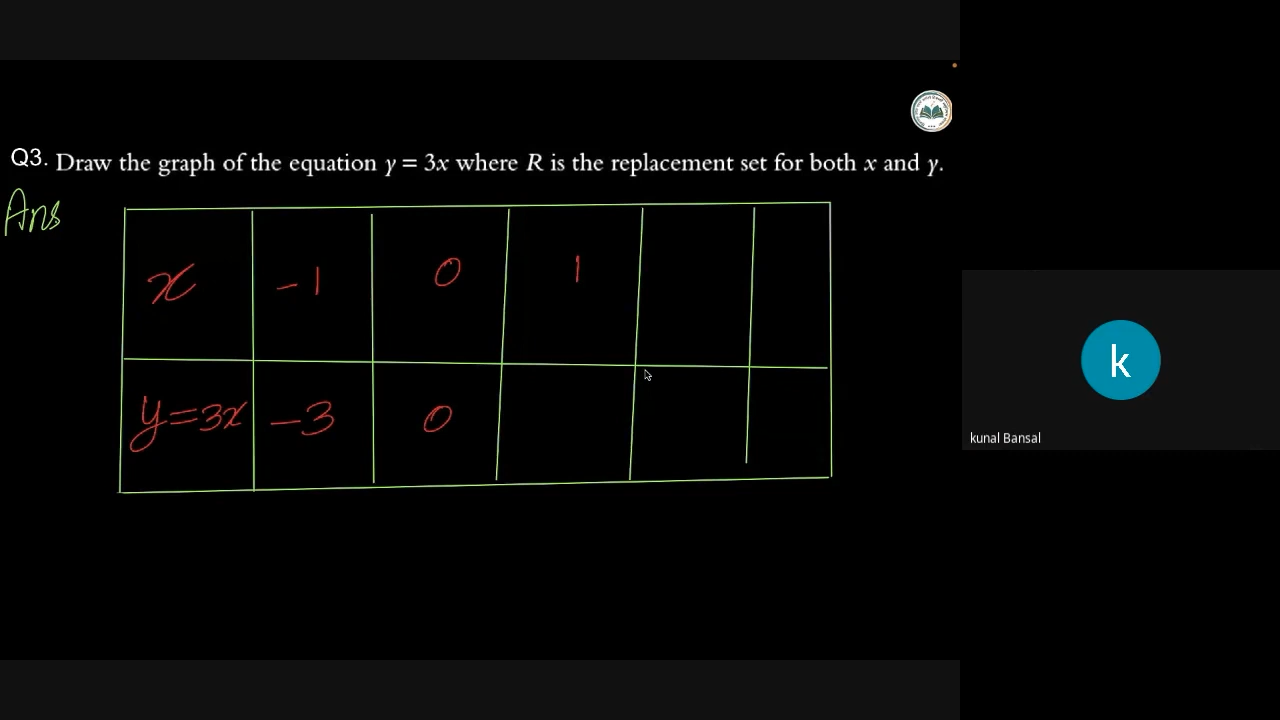 Q3. Draw the graph of the equation y = 3x where R is the replacement set for both x and y.
Ans
x -1 0 1
y=3x -3 0
k
kunal Bansal